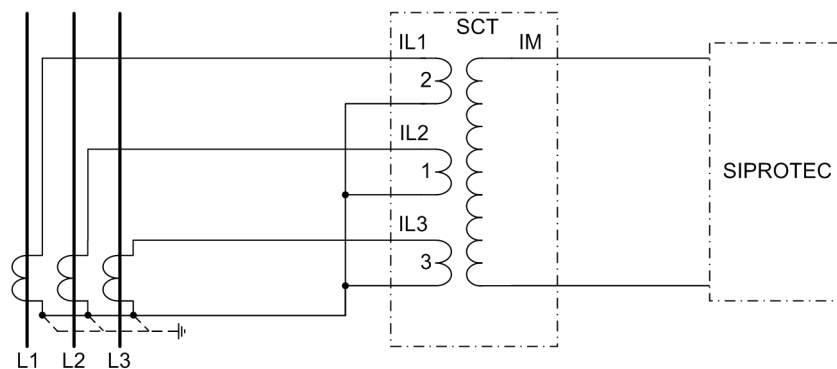 SCT
IL1 IM
2
IL2
1
SIPROTEC
IL3
3
L1 L2 L3